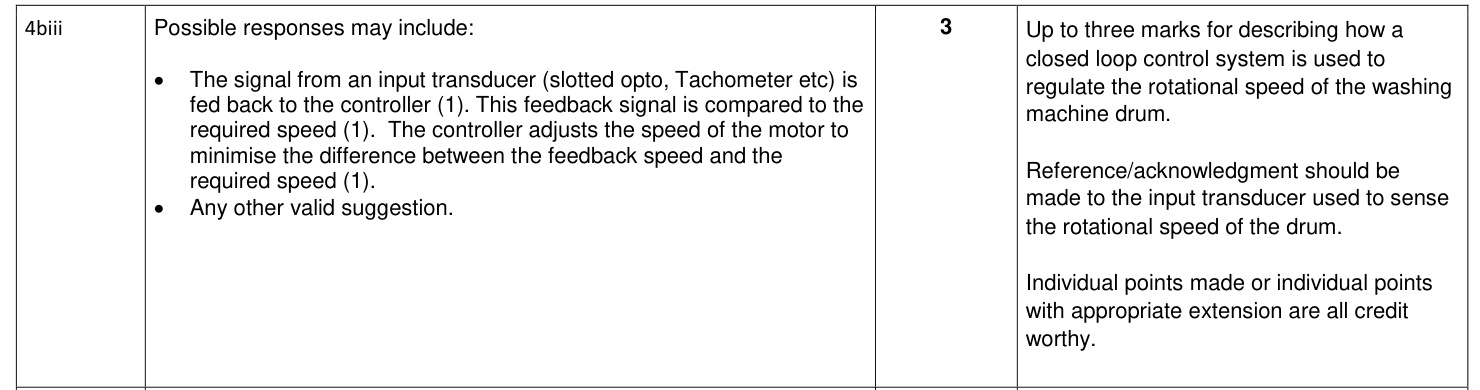 4biii
Possible responses may include:
• The signal from an input transducer (slotted opto, Tachometer etc) is
fed back to the controller (1). This feedback signal is compared to the
required speed (1).  The controller adjusts the speed of the motor to
minimise the difference between the feedback speed and the
required speed (1).
• Any other valid suggestion.
3
Up to three marks for describing how a
closed loop control system is used to
regulate the rotational speed of the washing
machine drum.
Reference/acknowledgment should be
made to the input transducer used to sense
the rotational speed of the drum.
Individual points made or individual points
with appropriate extension are all credit
worthy.